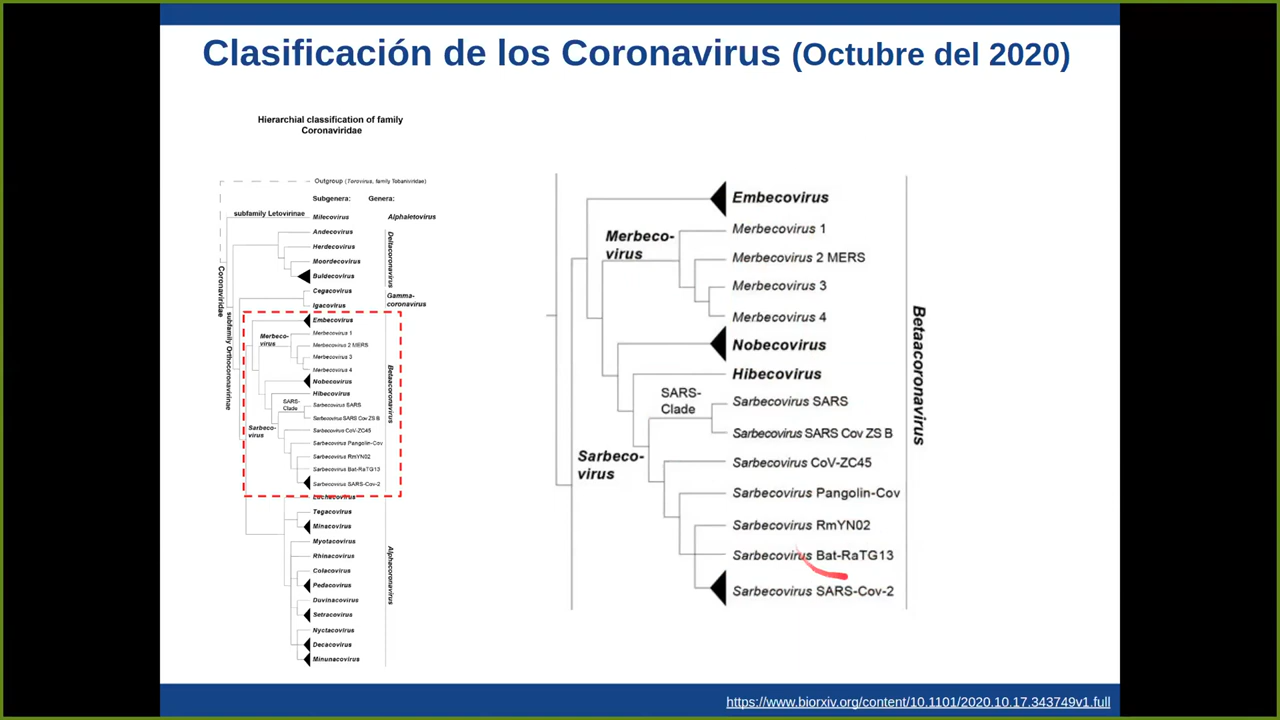 Clasificación de los Coronavirus (Octubre del 2020)
Hierarchial classification of family
Coronaviridae
Outgroup (Torovirus, family Tobaniviridae)
Subgenera: Genera:
subfamily Letovirinae
Milecovirus
Alphaletovirus
Andecovirus
Herdecovirus
Moordecovirus
Buldecovirus
Deltacoronavirus
Cegacovirus
Igacovirus
Gamma-
coronavirus
Coronaviridae
subfamily Orthocoronavirinae
Embecovirus
Merbeco-
virus
Merbecovirus 1
Merbecovirus 2 MERS
Merbecovirus 3
Merbecovirus 4
Nobecovirus
Hibecovirus
SARS-
Clade
Sarbecovirus SARS
Sarbecovirus SARS Cov ZS B
Sarbeco-
virus
Sarbecovirus CoV-ZC45
Sarbecovirus Pangolin-Cov
Sarbecovirus RmYN02
Sarbecovirus Bat-RaTG13
Sarbecovirus SARS-Cov-2
Betaacoronavirus
Luchacovirus
Tegacovirus
Minacovirus
Myotacovirus
Rhinacovirus
Colacovirus
Pedacovirus
Duvinacovirus
Setracovirus
Nyctacovirus
Decacovirus
Minunacovirus
Alphacoronavirus
Embecovirus
Merbeco-
virus
Merbecovirus 1
Merbecovirus 2 MERS
Merbecovirus 3
Merbecovirus 4
Nobecovirus
Hibecovirus
SARS-
Clade
Sarbecovirus SARS
Sarbecovirus SARS Cov ZS B
Sarbeco-
virus
Sarbecovirus CoV-ZC45
Sarbecovirus Pangolin-Cov
Sarbecovirus RmYN02
Sarbecovirus Bat-RaTG13
Sarbecovirus SARS-Cov-2
Betaacoronavirus
https://www.biorxiv.org/content/10.1101/2020.10.17.343749v1.full